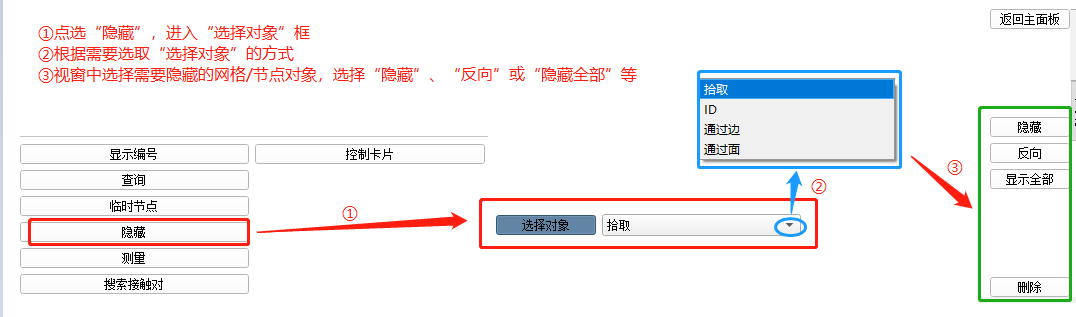 返回主面板
①点选“隐藏”，进入“选择对象”框
②根据需要选取“选择对象”的方式
③视窗中选择需要隐藏的网格/节点对象，选择“隐藏”、“反向”或“隐藏全部”等
拾取
ID
通过边
通过面
显示编号
控制卡片
查询
临时节点
隐藏
测量
搜索接触对
①
选择对象
拾取
②
③
隐藏
反向
显示全部
删除